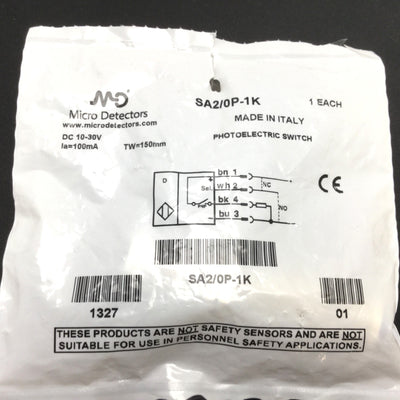 MD
Micro Detectors
www.microdetectors.com
DC 10-30V
Ia=100mA TW=150mm
SA2/0P-1K
1 EACH
MADE IN ITALY
PHOTOELECTRIC SWITCH
D
+
Sel.
bn 1
wh 2
bk 4
bu 3
-
NC
NO
CE
SA2/0P-1K
1327
01
THESE PRODUCTS ARE NOT SAFETY SENSORS AND ARE NOT
SUITABLE FOR USE IN PERSONNEL SAFETY APPLICATIONS.